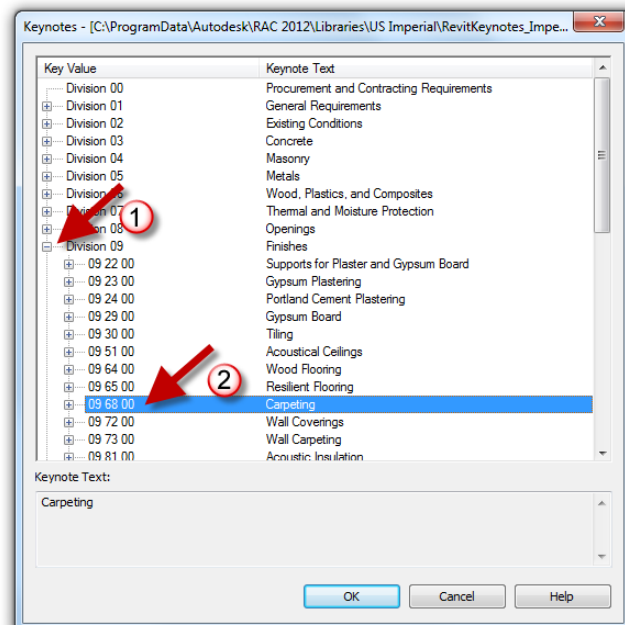 Keynotes - [C:\ProgramData\Autodesk\RAC 2012\Libraries\US Imperial\RevitKeynotes_Impe...
Key Value Keynote Text
Division 00 Procurement and Contracting Requirements
Division 01 General Requirements
Division 02 Existing Conditions
Division 03 Concrete
Division 04 Masonry
Division 05 Metals
Division 06 Wood, Plastics, and Composites
Division 07 Thermal and Moisture Protection
1
Division 08 Openings
Division 09 Finishes
09 22 00 Supports for Plaster and Gypsum Board
09 23 00 Gypsum Plastering
09 24 00 Portland Cement Plastering
09 29 00 Gypsum Board
09 30 00 Tiling
09 51 00 Acoustical Ceilings
09 64 00 Wood Flooring
09 65 00 Resilient Flooring
2
09 68 00 Carpeting
09 72 00 Wall Coverings
09 73 00 Wall Carpeting
09 81 00 Acoustic Insulation
Keynote Text:
Carpeting
OK Cancel Help